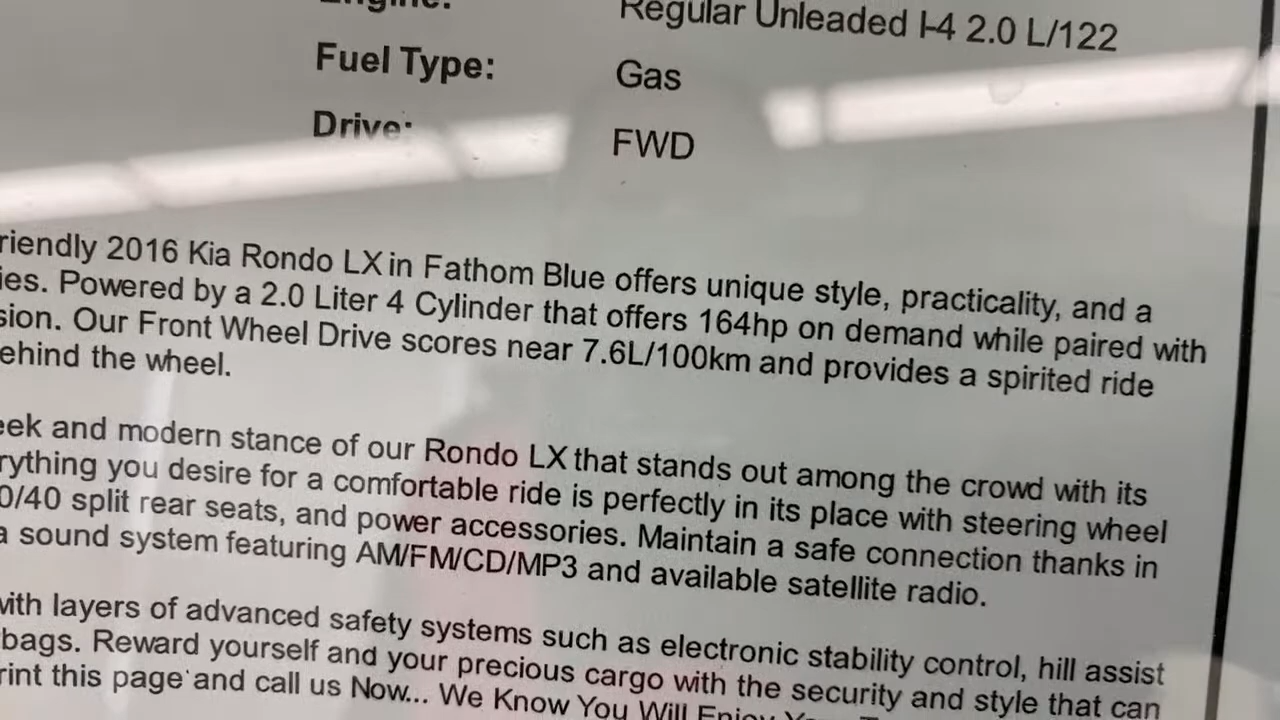 Engine: Regular Unleaded I-4 2.0 L/122
Fuel Type: Gas
Drive: FWD
riendly 2016 Kia Rondo LX in Fathom Blue offers unique style, practicality, and a
ies. Powered by a 2.0 Liter 4 Cylinder that offers 164hp on demand while paired with
sion. Our Front Wheel Drive scores near 7.6L/100km and provides a spirited ride
ehind the wheel.
eek and modern stance of our Rondo LX that stands out among the crowd with its
rything you desire for a comfortable ride is perfectly in its place with steering wheel
0/40 split rear seats, and power accessories. Maintain a safe connection thanks in
a sound system featuring AM/FM/CD/MP3 and available satellite radio.
with layers of advanced safety systems such as electronic stability control, hill assist
bags. Reward yourself and your precious cargo with the security and style that can
rint this page and call us Now... We Know You Will Enjoy